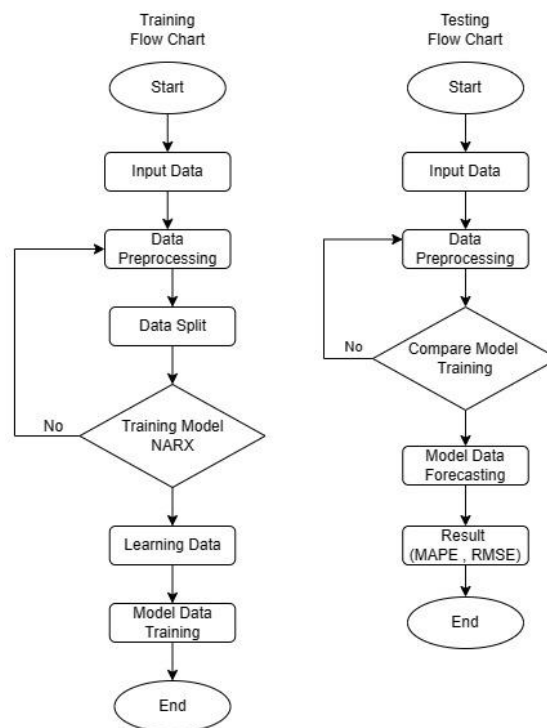 Training
Flow Chart
Start
Input Data
Data
Preprocessing
Data Split
No
Training Model
NARX
Learning Data
Model Data
Training
End
Testing
Flow Chart
Start
Input Data
Data
Preprocessing
No
Compare Model
Training
Model Data
Forecasting
Result
(MAPE , RMSE)
End